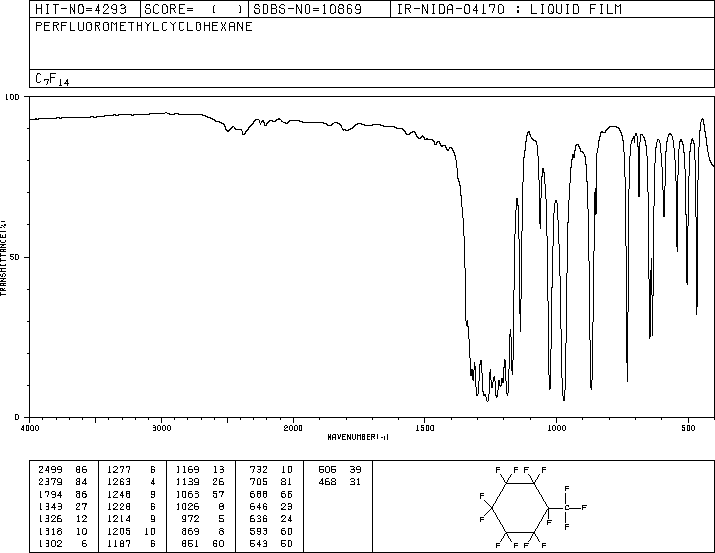 HIT-NO=4293 SCORE= ( ) SDBS-NO=10869 IR-NIDA-04170 : LIQUID FILM
PERFLUOROMETHYLCYCLOHEXANE
C7F14
100
50
0
TRANSMITTANCE(%)
4000 3000 2000 1500 1000 500
WAVENUMBER(-1)
2499 86 1277 6 1169 13 732 10 505 39
2379 84 1263 4 1139 26 705 81 468 31
1794 86 1248 9 1063 57 688 66
1343 27 1228 6 1026 8 646 23
1326 12 1214 9 972 5 636 24
1318 10 1205 10 869 8 593 60
1302 6 1187 6 851 60 543 50
F F F F
F F
F F F
F F
F F F